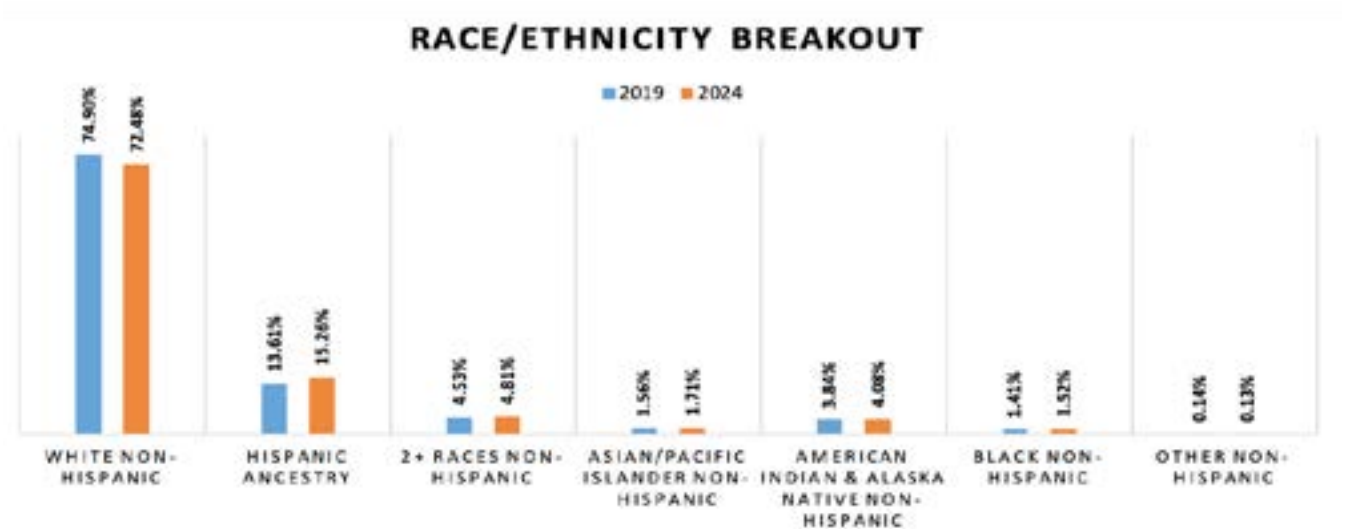 RACE/ETHNICITY BREAKOUT
2019 2024
74.90%
72.48%
13.61%
15.26%
4.53%
4.81%
1.56%
1.71%
3.84%
4.08%
1.41%
1.52%
0.14%
0.13%
WHITE NON-
HISPANIC
HISPANIC
ANCESTRY
2+ RACES NON-
HISPANIC
ASIAN/PACIFIC
ISLANDER NON-
HISPANIC
AMERICAN
INDIAN & ALASKA
NATIVE NON-
HISPANIC
BLACK NON-
HISPANIC
OTHER NON-
HISPANIC